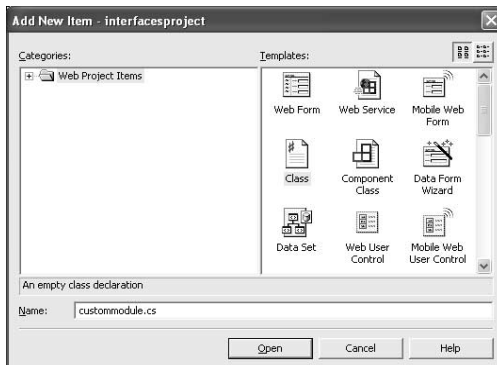 Add New Item - interfacesproject
Categories:
Templates:
Web Project Items
Web Form
Web Service
Mobile Web Form
Class
Component Class
Data Form Wizard
Data Set
Web User Control
Mobile Web User Control
An empty class declaration
Name:
custommodule.cs
Open
Cancel
Help